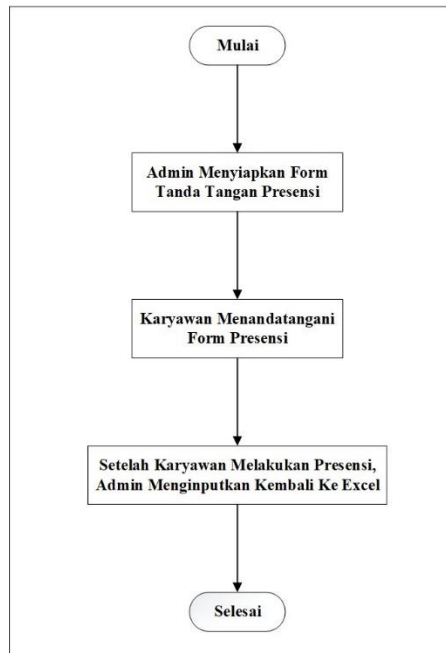 Mulai
Admin Menyiapkan Form
Tanda Tangan Presensi
Karyawan Menandatangani
Form Presensi
Setelah Karyawan Melakukan Presensi,
Admin Menginputkan Kembali Ke Excel
Selesai